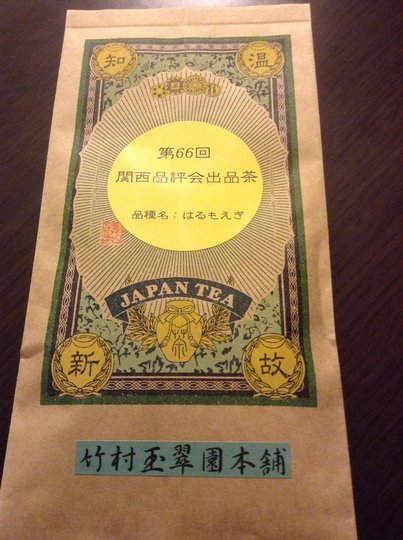 温
知
第66回
関西品評会出品茶
品種名：はるもえぎ
JAPAN TEA
故
新
竹村玉翠園本舗